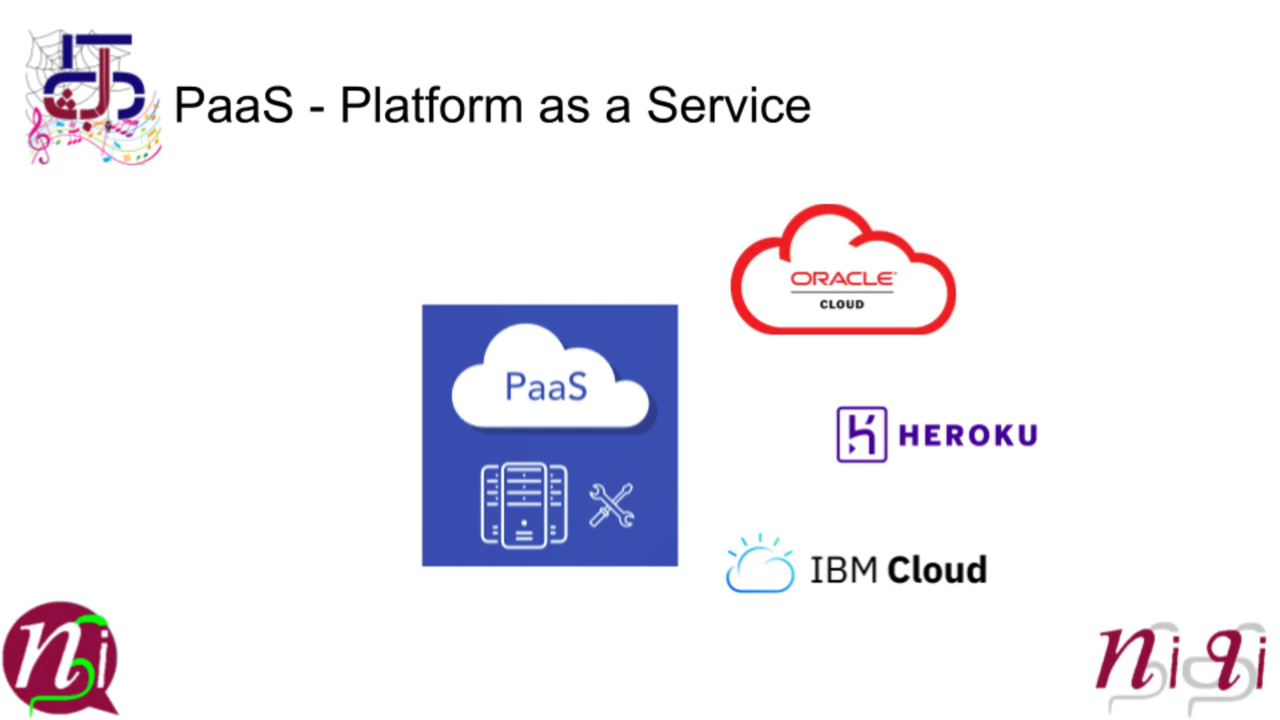 PaaS - Platform as a Service
ORACLE
CLOUD
PaaS
HEROKU
IBM Cloud